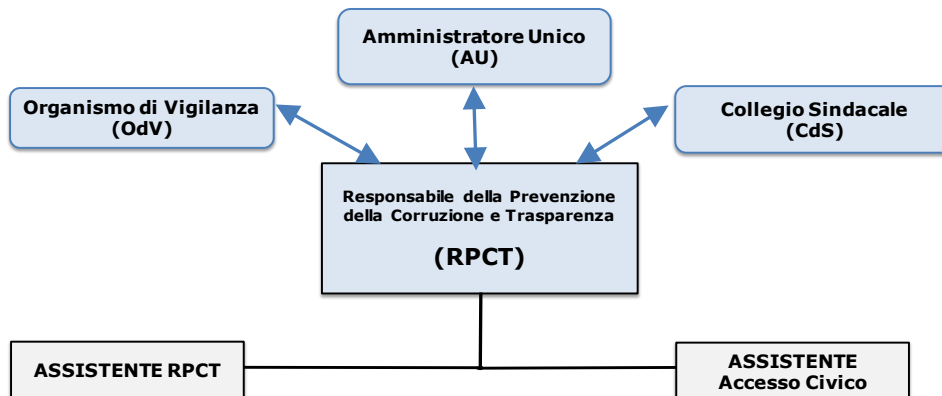 Amministratore Unico
(AU)
Organismo di Vigilanza
(OdV)
Collegio Sindacale
(CdS)
Responsabile della Prevenzione
della Corruzione e Trasparenza
(RPCT)
ASSISTENTE RPCT
ASSISTENTE
Accesso Civico